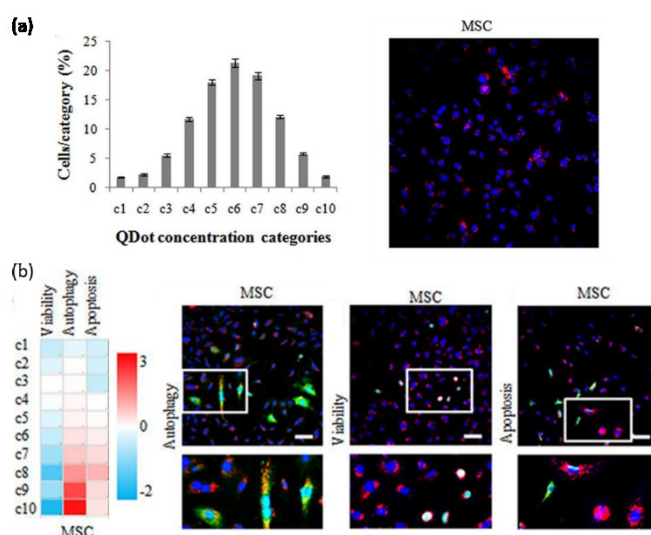 (a)
MSC
Cells/category (%)
25
20
15
10
5
0
c1 c2 c3 c4 c5 c6 c7 c8 c9 c10
QDot concentration categories
(b)
Viability
Autophagy
Apoptosis
c1
c2
c3
c4
c5
c6
c7
c8
c9
c10
MSC
3
0
-2
MSC
Autophagy
MSC
Viability
MSC
Apoptosis